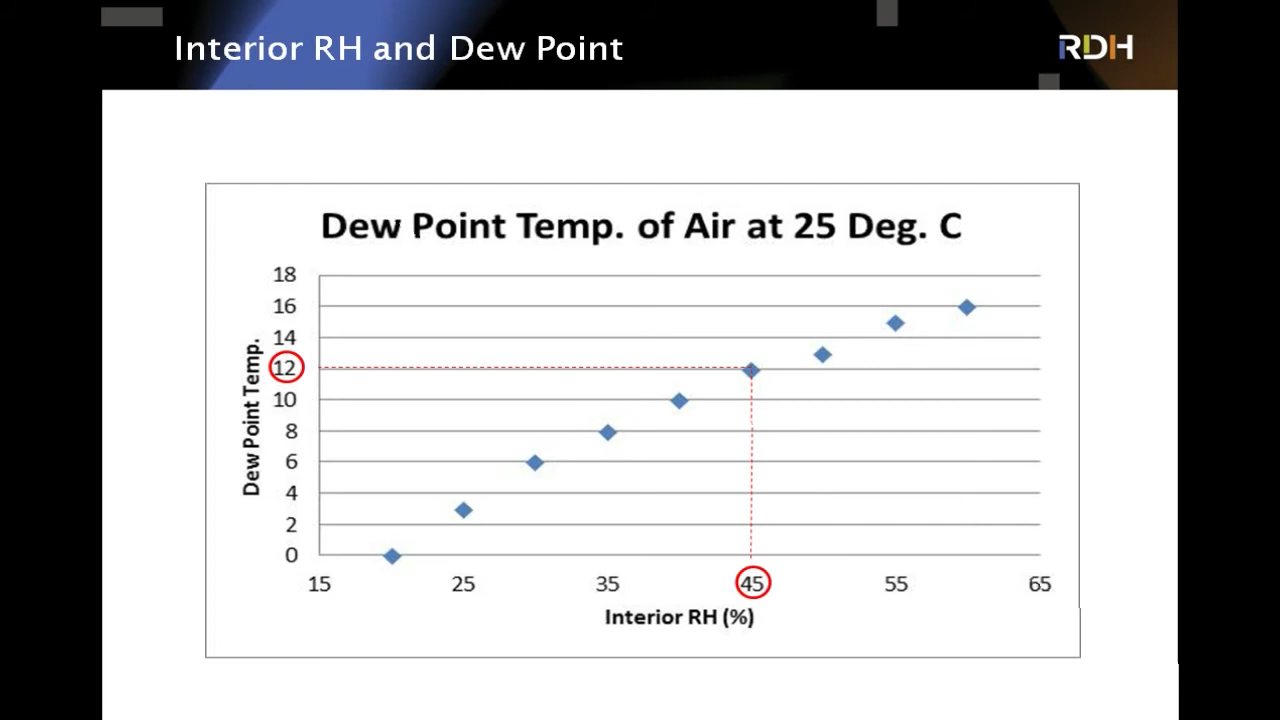 Interior RH and Dew Point
RDH
Dew Point Temp. of Air at 25 Deg. C
18
16
14
12
10
8
6
4
2
0
Dew Point Temp.
15 25 35 45 55 65
Interior RH (%)